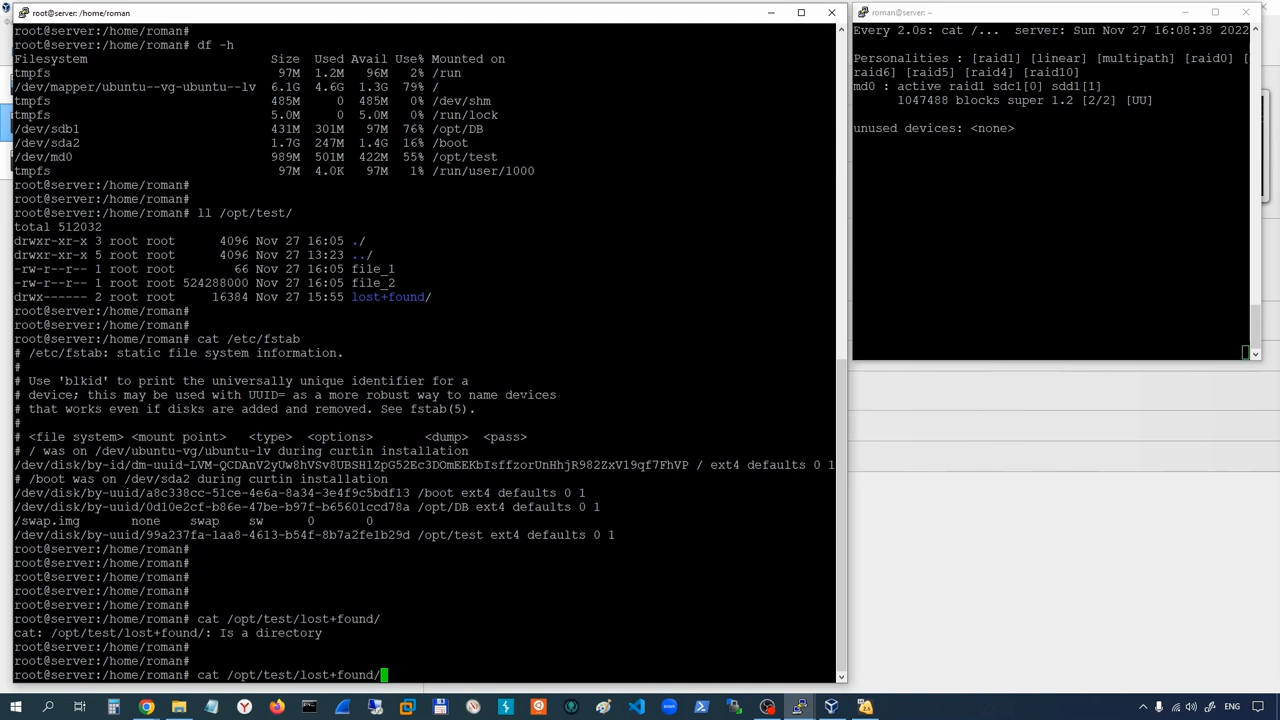 root@server:/home/roman
root@server:/home/roman#
root@server:/home/roman# df -h
Filesystem                         Size  Used Avail Use% Mounted on
tmpfs                               97M  1.2M   96M   2% /run
/dev/mapper/ubuntu--vg-ubuntu--lv  6.1G  4.6G  1.3G  79% /
tmpfs                              485M     0  485M   0% /dev/shm
tmpfs                              5.0M     0  5.0M   0% /run/lock
/dev/sdb1                          431M  301M   97M  76% /opt/DB
/dev/sda2                          1.7G  247M  1.4G  16% /boot
/dev/md0                           989M  501M  422M  55% /opt/test
tmpfs                               97M  4.0K   97M   1% /run/user/1000
root@server:/home/roman#
root@server:/home/roman#
root@server:/home/roman# ll /opt/test/
total 512032
drwxr-xr-x 3 root root      4096 Nov 27 16:05 ./
drwxr-xr-x 5 root root      4096 Nov 27 13:23 ../
-rw-r--r-- 1 root root        66 Nov 27 16:05 file_1
-rw-r--r-- 1 root root 524288000 Nov 27 16:05 file_2
drwx------ 2 root root     16384 Nov 27 15:55 lost+found/
root@server:/home/roman#
root@server:/home/roman#
root@server:/home/roman# cat /etc/fstab
# /etc/fstab: static file system information.
#
# Use 'blkid' to print the universally unique identifier for a
# device; this may be used with UUID= as a more robust way to name devices
# that works even if disks are added and removed. See fstab(5).
#
# <file system> <mount point>   <type>  <options>       <dump>  <pass>
# / was on /dev/ubuntu-vg/ubuntu-lv during curtin installation
/dev/disk/by-id/dm-uuid-LVM-QCDAnV2yUw8hVSv8UBSH1ZpG52Ec3DOmEEKbIsffzorUnHhjR982ZxV19qf7FhVP / ext4 defaults 0 1
# /boot was on /dev/sda2 during curtin installation
/dev/disk/by-uuid/a8c338cc-51ce-4e6a-8a34-3e4f9c5bdf13 /boot ext4 defaults 0 1
/dev/disk/by-uuid/0d10e2cf-b86e-47be-b97f-b65601ccd78a /opt/DB ext4 defaults 0 1
/swap.img       none    swap    sw      0       0
/dev/disk/by-uuid/99a237fa-1aa8-4613-b54f-8b7a2fe1b29d /opt/test ext4 defaults 0 1
root@server:/home/roman#
root@server:/home/roman#
root@server:/home/roman#
root@server:/home/roman#
root@server:/home/roman#
root@server:/home/roman# cat /opt/test/lost+found/
cat: /opt/test/lost+found/: Is a directory
root@server:/home/roman#
root@server:/home/roman#
root@server:/home/roman# cat /opt/test/lost+found/
roman@server: ~
Every 2.0s: cat /...  server: Sun Nov 27 16:08:38 2022
Personalities : [raid1] [linear] [multipath] [raid0] [
raid6] [raid5] [raid4] [raid10]
md0 : active raid1 sdc1[0] sdd1[1]
      1047488 blocks super 1.2 [2/2] [UU]
unused devices: <none>
ENG